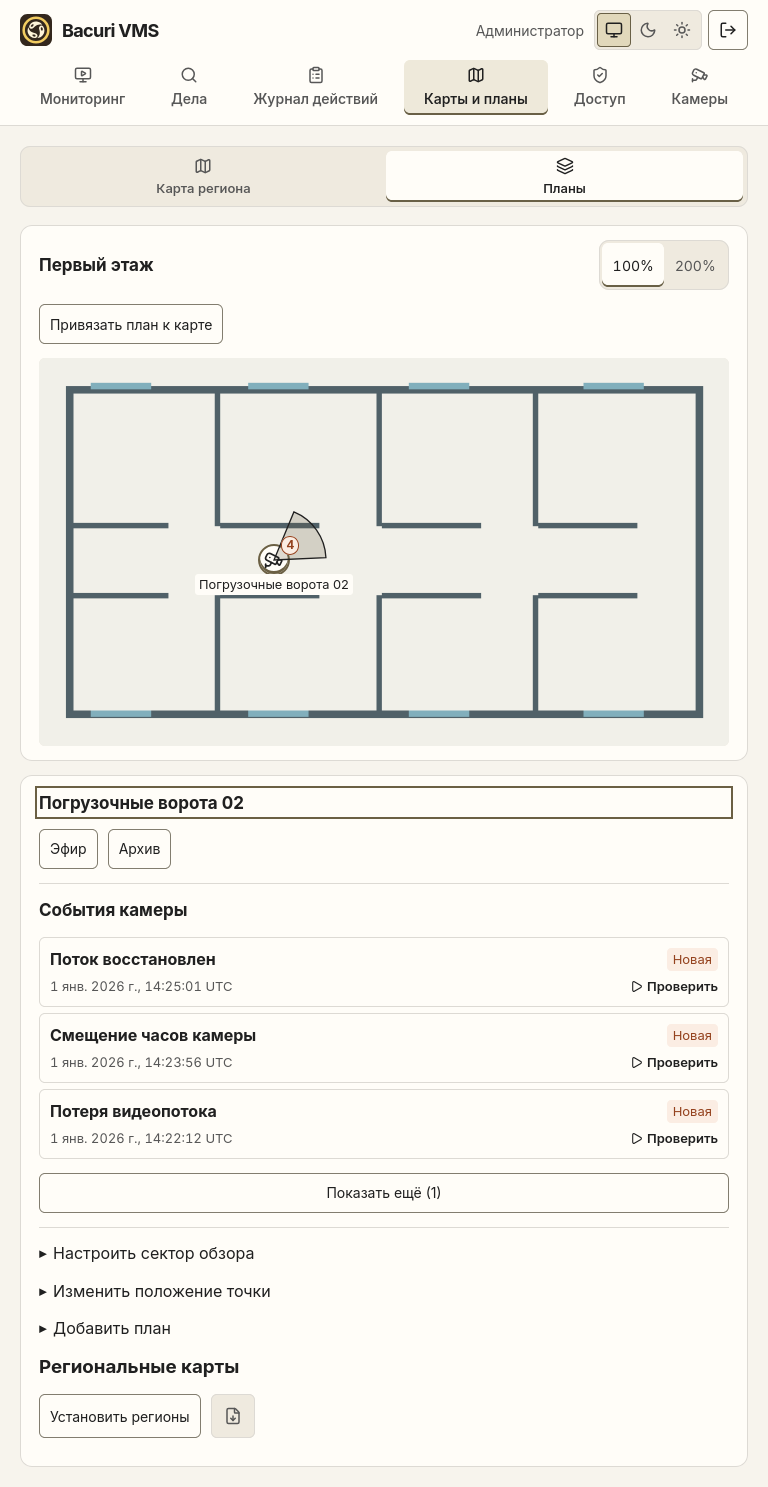 Bacuri VMS
Администратор
Мониторинг
Дела
Журнал действий
Карты и планы
Доступ
Камеры
Карта региона
Планы
Первый этаж
100%
200%
Привязать план к карте
4
Погрузочные ворота 02
Погрузочные ворота 02
Эфир
Архив
События камеры
Поток восстановлен
Новая
1 янв. 2026 г., 14:25:01 UTC
Проверить
Смещение часов камеры
Новая
1 янв. 2026 г., 14:23:56 UTC
Проверить
Потеря видеопотока
Новая
1 янв. 2026 г., 14:22:12 UTC
Проверить
Показать ещё (1)
Настроить сектор обзора
Изменить положение точки
Добавить план
Региональные карты
Установить регионы